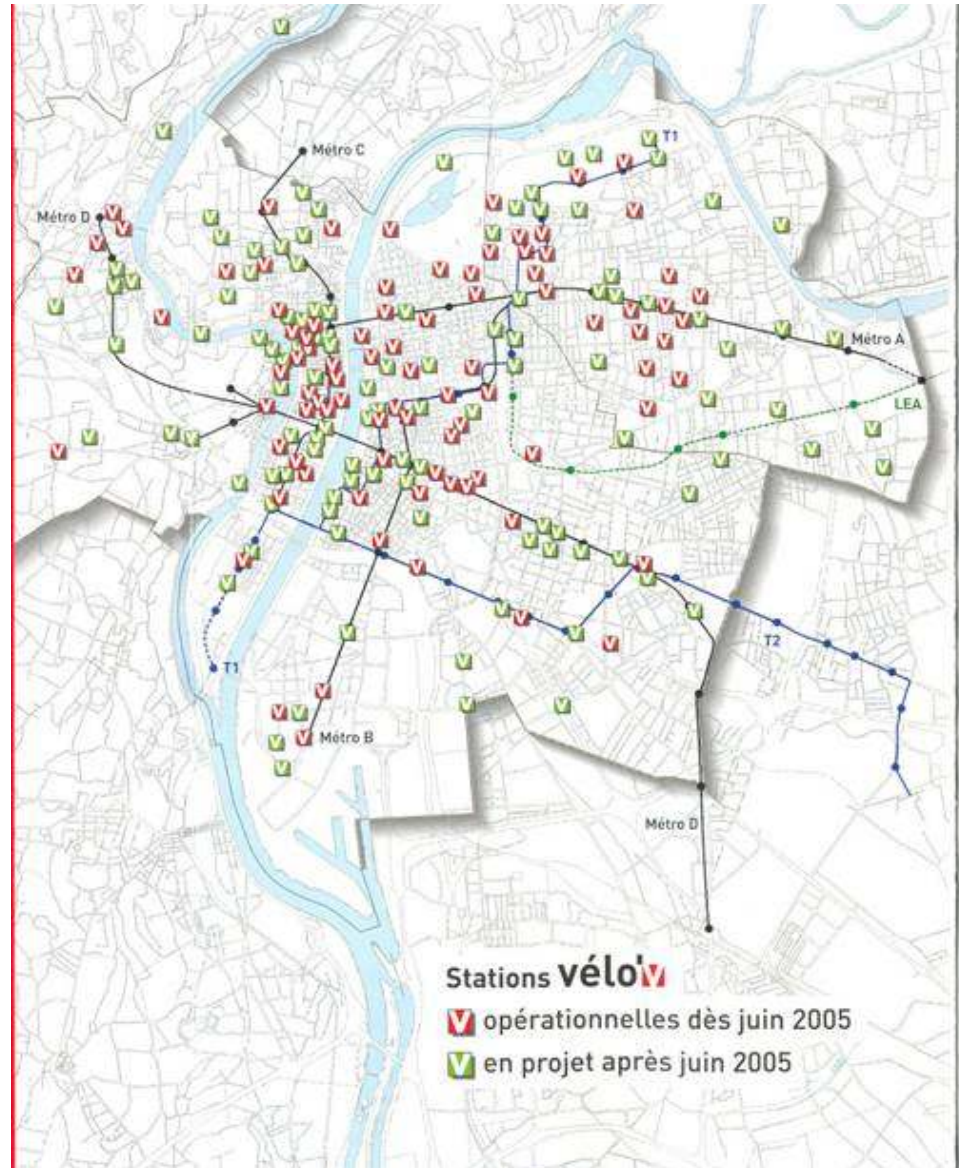 Métro C
T1
Métro D
Métro A
LEA
T2
T1
Métro B
Métro D
Stations vélo'V
V opérationnelles dès juin 2005
V en projet après juin 2005